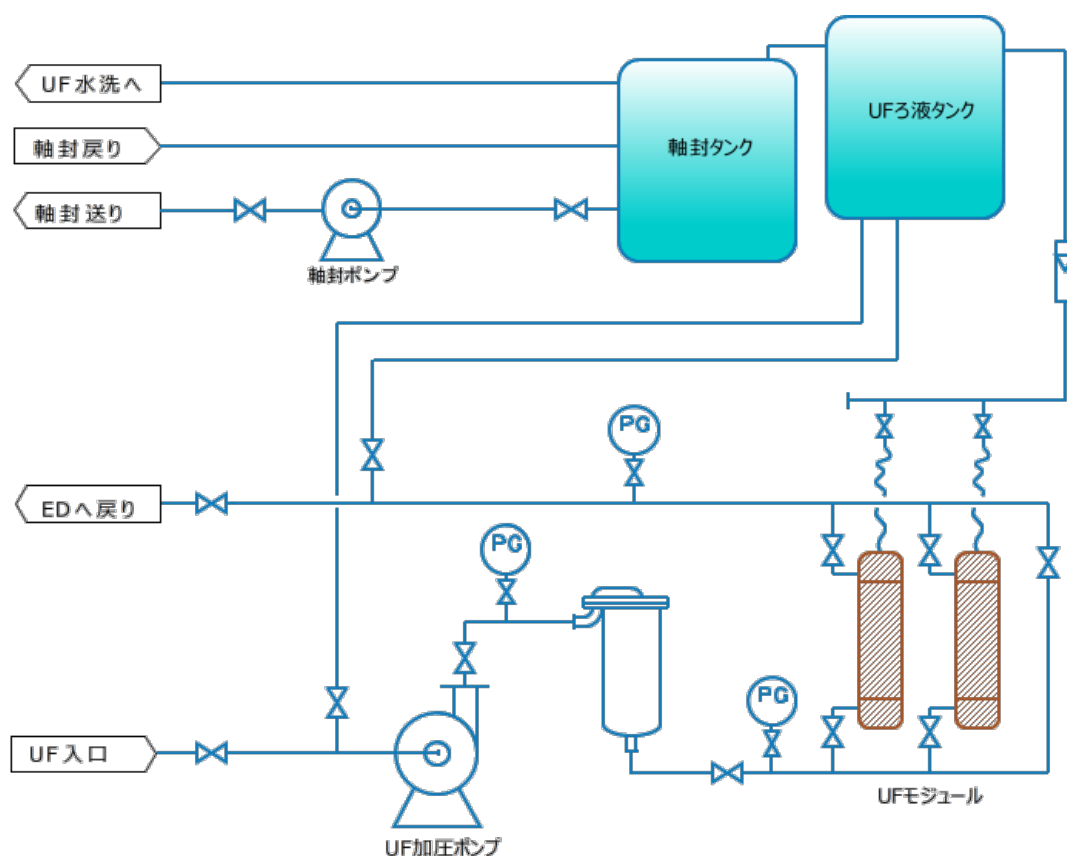 UF水洗へ
UFろ液タンク
軸封戻り
軸封タンク
軸封送り
軸封ポンプ
PG
EDへ戻り
PG
PG
UF入口
UFモジュール
UF加圧ポンプ